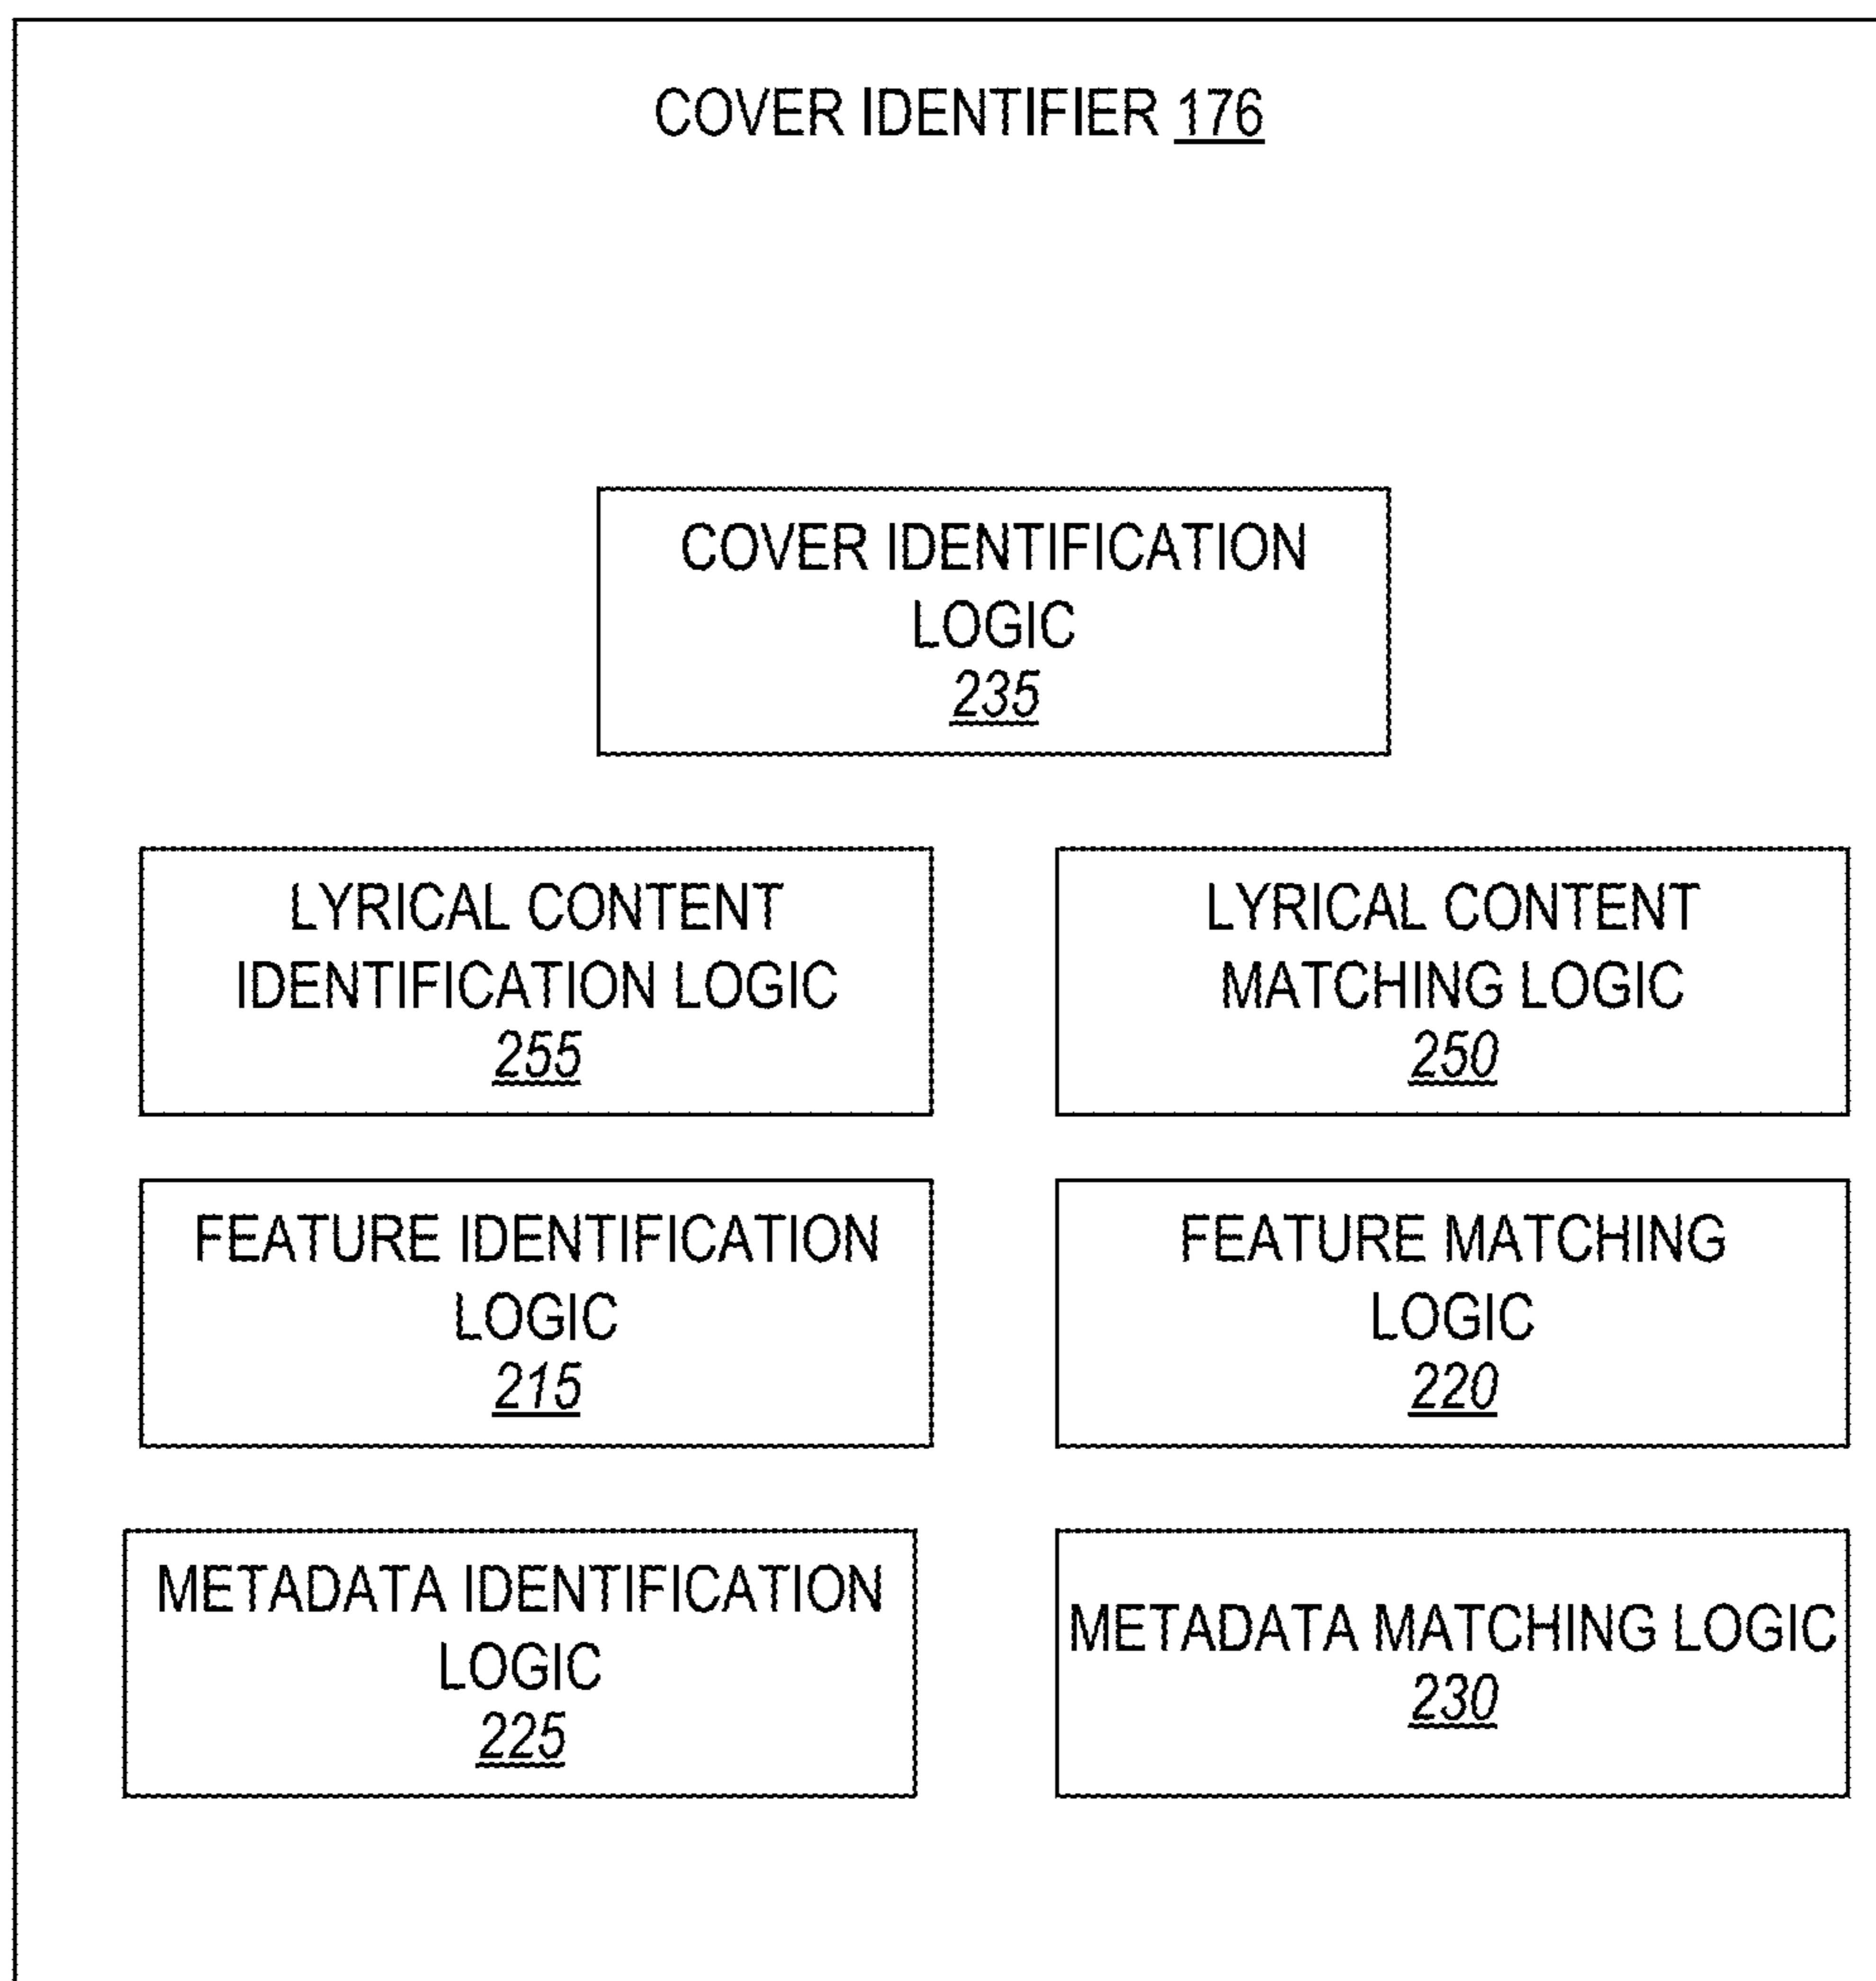 COVER IDENTIFIER 176
COVER IDENTIFICATION
LOGIC
235
LYRICAL CONTENT
IDENTIFICATION LOGIC
255
LYRICAL CONTENT
MATCHING LOGIC
250
FEATURE IDENTIFICATION
LOGIC
215
FEATURE MATCHING
LOGIC
220
METADATA IDENTIFICATION
LOGIC
225
METADATA MATCHING LOGIC
230